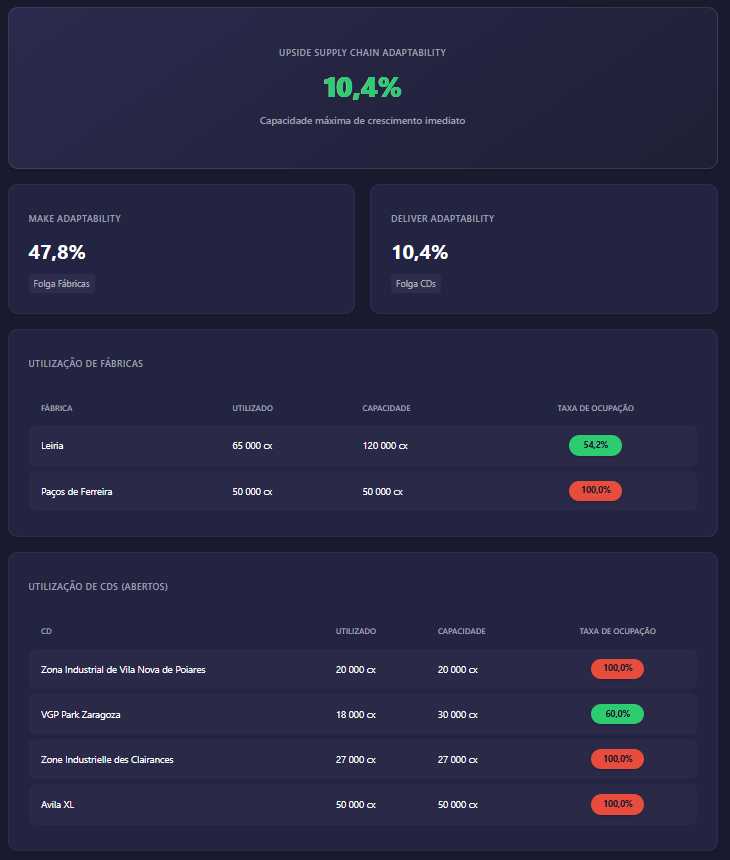 UPSIDE SUPPLY CHAIN ADAPTABILITY
10,4%
Capacidade máxima de crescimento imediato
MAKE ADAPTABILITY
47,8%
Folga Fábricas
DELIVER ADAPTABILITY
10,4%
Folga CDs
UTILIZAÇÃO DE FÁBRICAS
FÁBRICA UTILIZADO CAPACIDADE TAXA DE OCUPAÇÃO
Leiria 65 000 cx 120 000 cx 54,2%
Paços de Ferreira 50 000 cx 50 000 cx 100,0%
UTILIZAÇÃO DE CDS (ABERTOS)
CD UTILIZADO CAPACIDADE TAXA DE OCUPAÇÃO
Zona Industrial de Vila Nova de Poiares 20 000 cx 20 000 cx 100,0%
VGP Park Zaragoza 18 000 cx 30 000 cx 60,0%
Zone Industrielle des Clairances 27 000 cx 27 000 cx 100,0%
Avila XL 50 000 cx 50 000 cx 100,0%